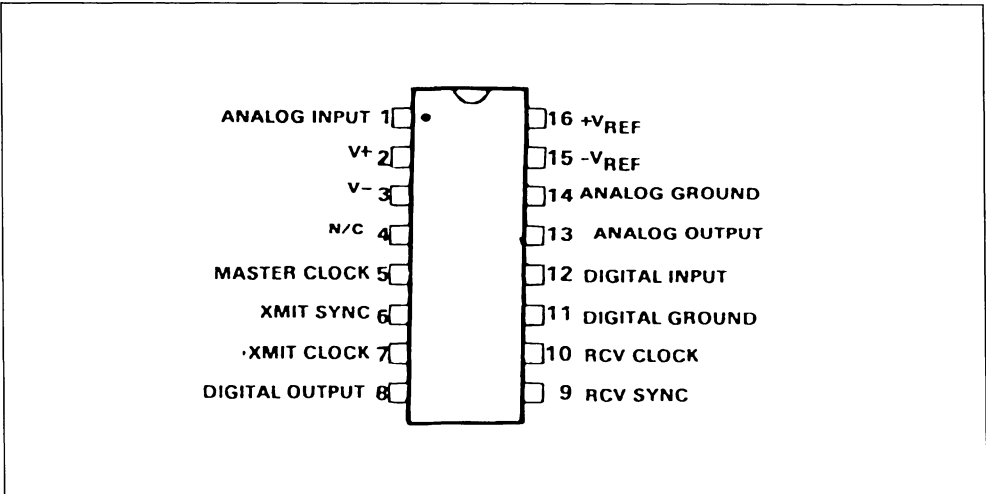 ANALOG INPUT 1
V+ 2
V- 3
N/C 4
MASTER CLOCK 5
XMIT SYNC 6
XMIT CLOCK 7
DIGITAL OUTPUT 8
16 +VREF
15 -VREF
14 ANALOG GROUND
13 ANALOG OUTPUT
12 DIGITAL INPUT
11 DIGITAL GROUND
10 RCV CLOCK
9 RCV SYNC